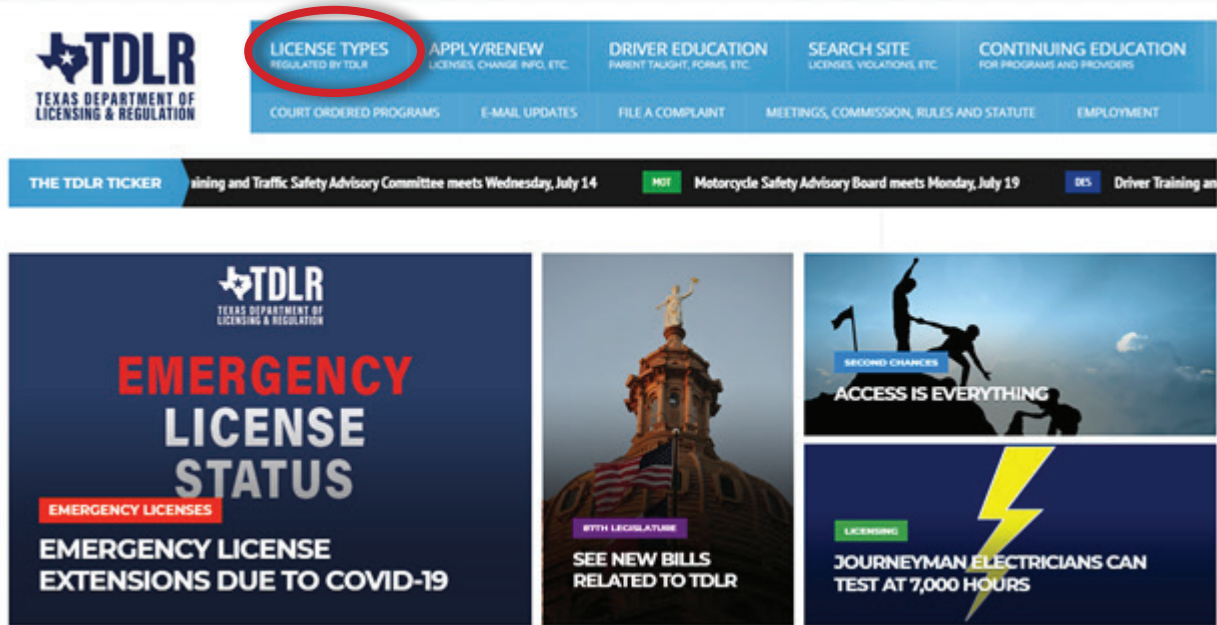 TDLR
TEXAS DEPARTMENT OF
LICENSING & REGULATION
LICENSE TYPES
REGULATED BY TDLR
APPLY/RENEW
LICENSES, CHANGE INFO, ETC.
DRIVER EDUCATION
PARENT TAUGHT, FORMS, ETC.
SEARCH SITE
LICENSES, VIOLATIONS, ETC.
CONTINUING EDUCATION
FOR PROGRAMS AND PROVIDERS
COURT ORDERED PROGRAMS
E-MAIL UPDATES
FILE A COMPLAINT
MEETINGS, COMMISSION, RULES AND STATUTE
EMPLOYMENT
THE TDLR TICKER
aining and Traffic Safety Advisory Committee meets Wednesday, July 14
MOT
Motorcycle Safety Advisory Board meets Monday, July 19
DES
Driver Training an
TDLR
TEXAS DEPARTMENT OF
LICENSING & REGULATION
EMERGENCY
LICENSE
STATUS
EMERGENCY LICENSES
EMERGENCY LICENSE
EXTENSIONS DUE TO COVID-19
87TH LEGISLATURE
SEE NEW BILLS
RELATED TO TDLR
SECOND CHANCES
ACCESS IS EVERYTHING
LICENSING
JOURNEYMAN ELECTRICIANS CAN
TEST AT 7,000 HOURS